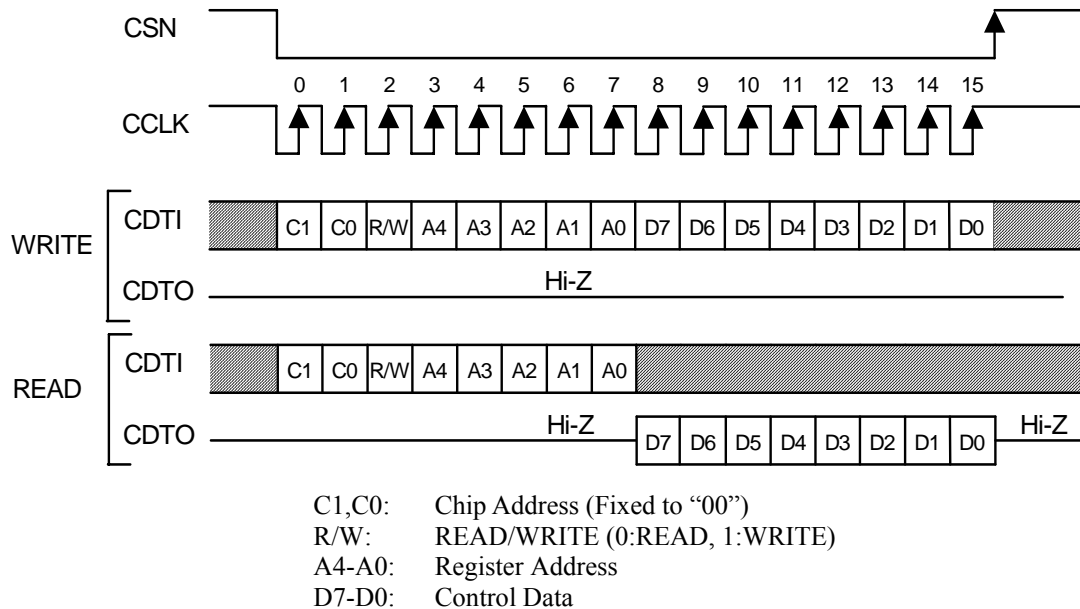 CSN
0 1 2 3 4 5 6 7 8 9 10 11 12 13 14 15
CCLK
WRITE
CDTI
C1 C0 R/W A4 A3 A2 A1 A0 D7 D6 D5 D4 D3 D2 D1 D0
CDTO
Hi-Z
READ
CDTI
C1 C0 R/W A4 A3 A2 A1 A0
CDTO
Hi-Z
D7 D6 D5 D4 D3 D2 D1 D0
Hi-Z
C1,C0: Chip Address (Fixed to “00”)
R/W: READ/WRITE (0:READ, 1:WRITE)
A4-A0: Register Address
D7-D0: Control Data